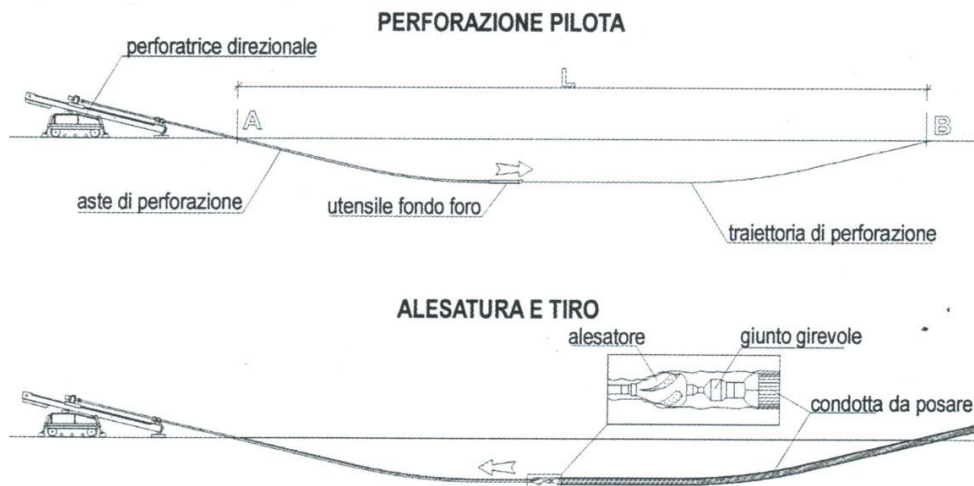 PERFORAZIONE PILOTA
perforatrice direzionale
L
A
B
aste di perforazione
utensile fondo foro
traiettoria di perforazione
ALESATURA E TIRO
alesatore
giunto girevole
condotta da posare